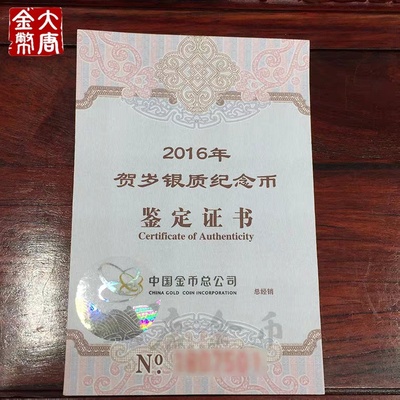 大唐
金幣
2016年
贺岁银质纪念币
鉴定证书
Certificate of Authenticity
中国金币总公司
CHINA GOLD COIN INCORPORATION
总经销
金币
Nº